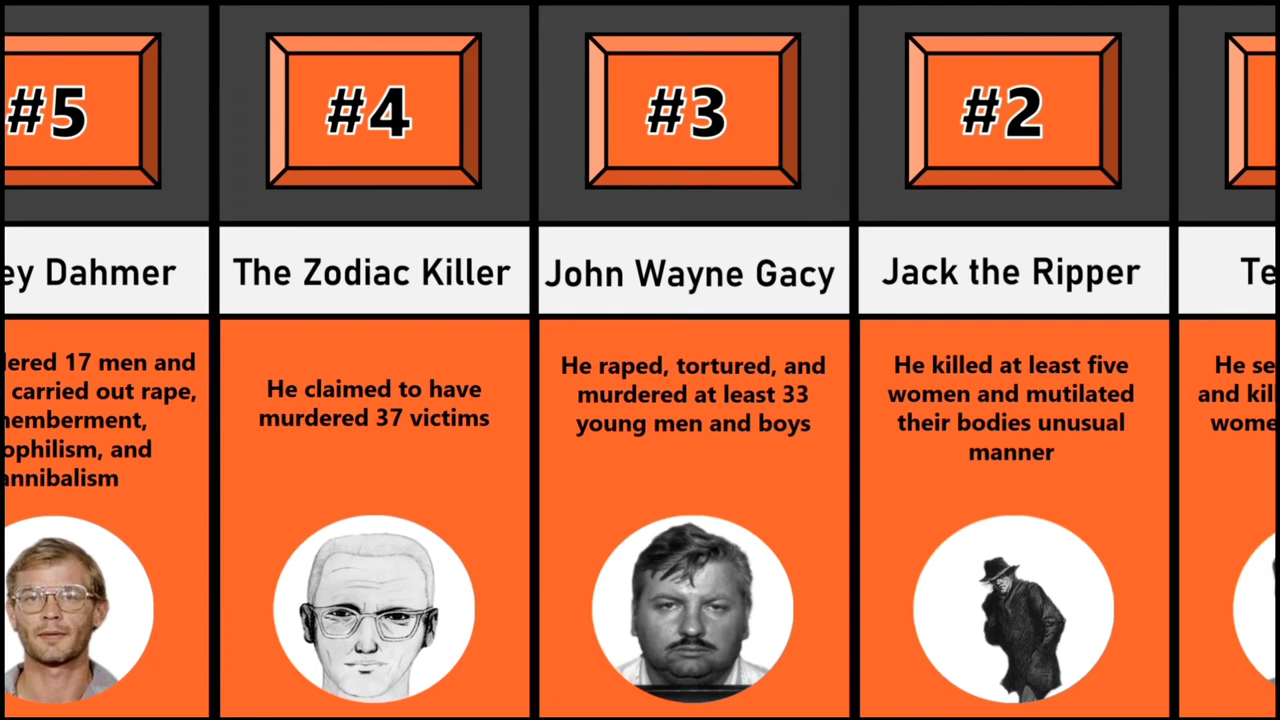 #5
#4
#3
#2
ey Dahmer
The Zodiac Killer
John Wayne Gacy
Jack the Ripper
Te
dered 17 men and
carried out rape,
memberment,
ophilism, and
annibalism
He claimed to have
murdered 37 victims
He raped, tortured, and
murdered at least 33
young men and boys
He killed at least five
women and mutilated
their bodies unusual
manner
He se
and kil
wome